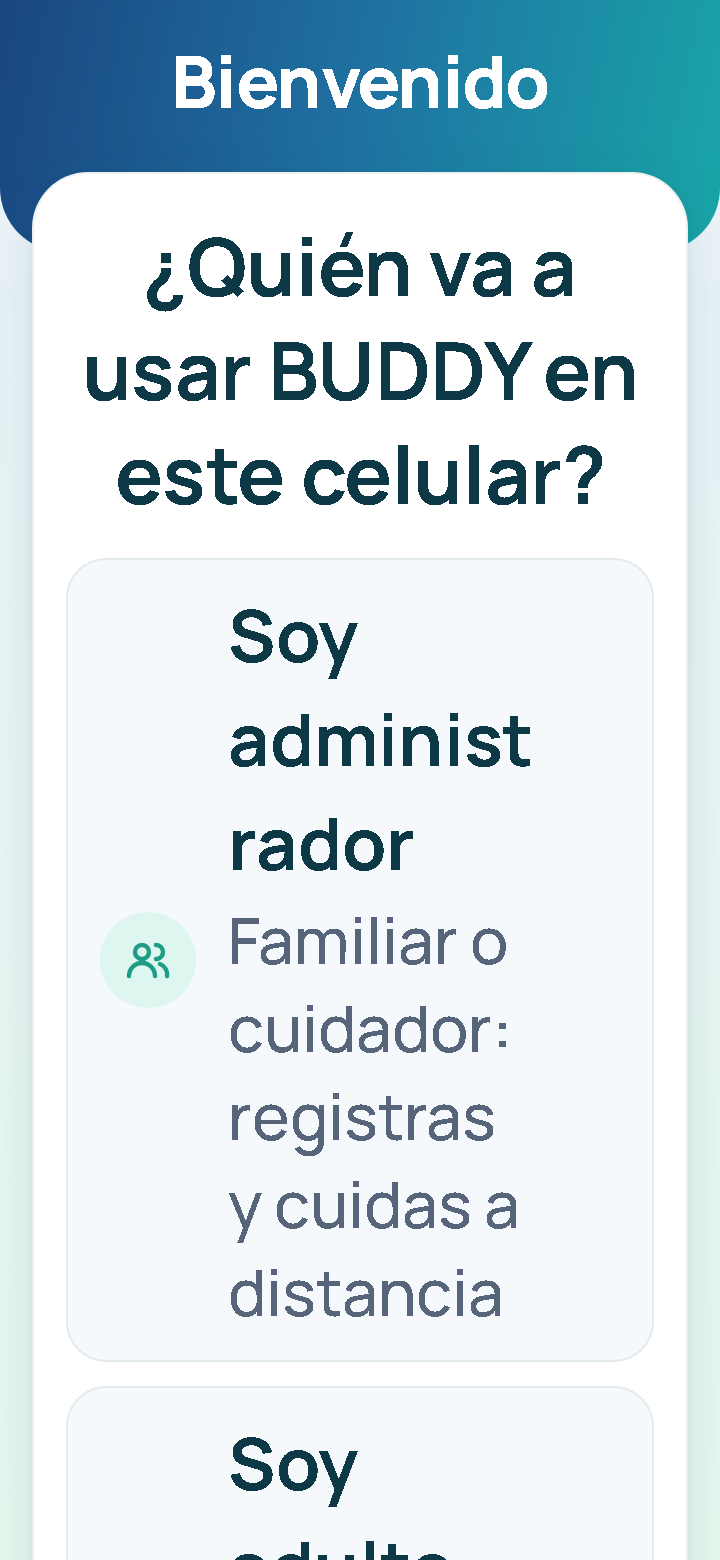 Bienvenido
¿Quién va a
usar BUDDY en
este celular?
Soy
administ
rador
Familiar o
cuidador:
registras
y cuidas a
distancia
Soy